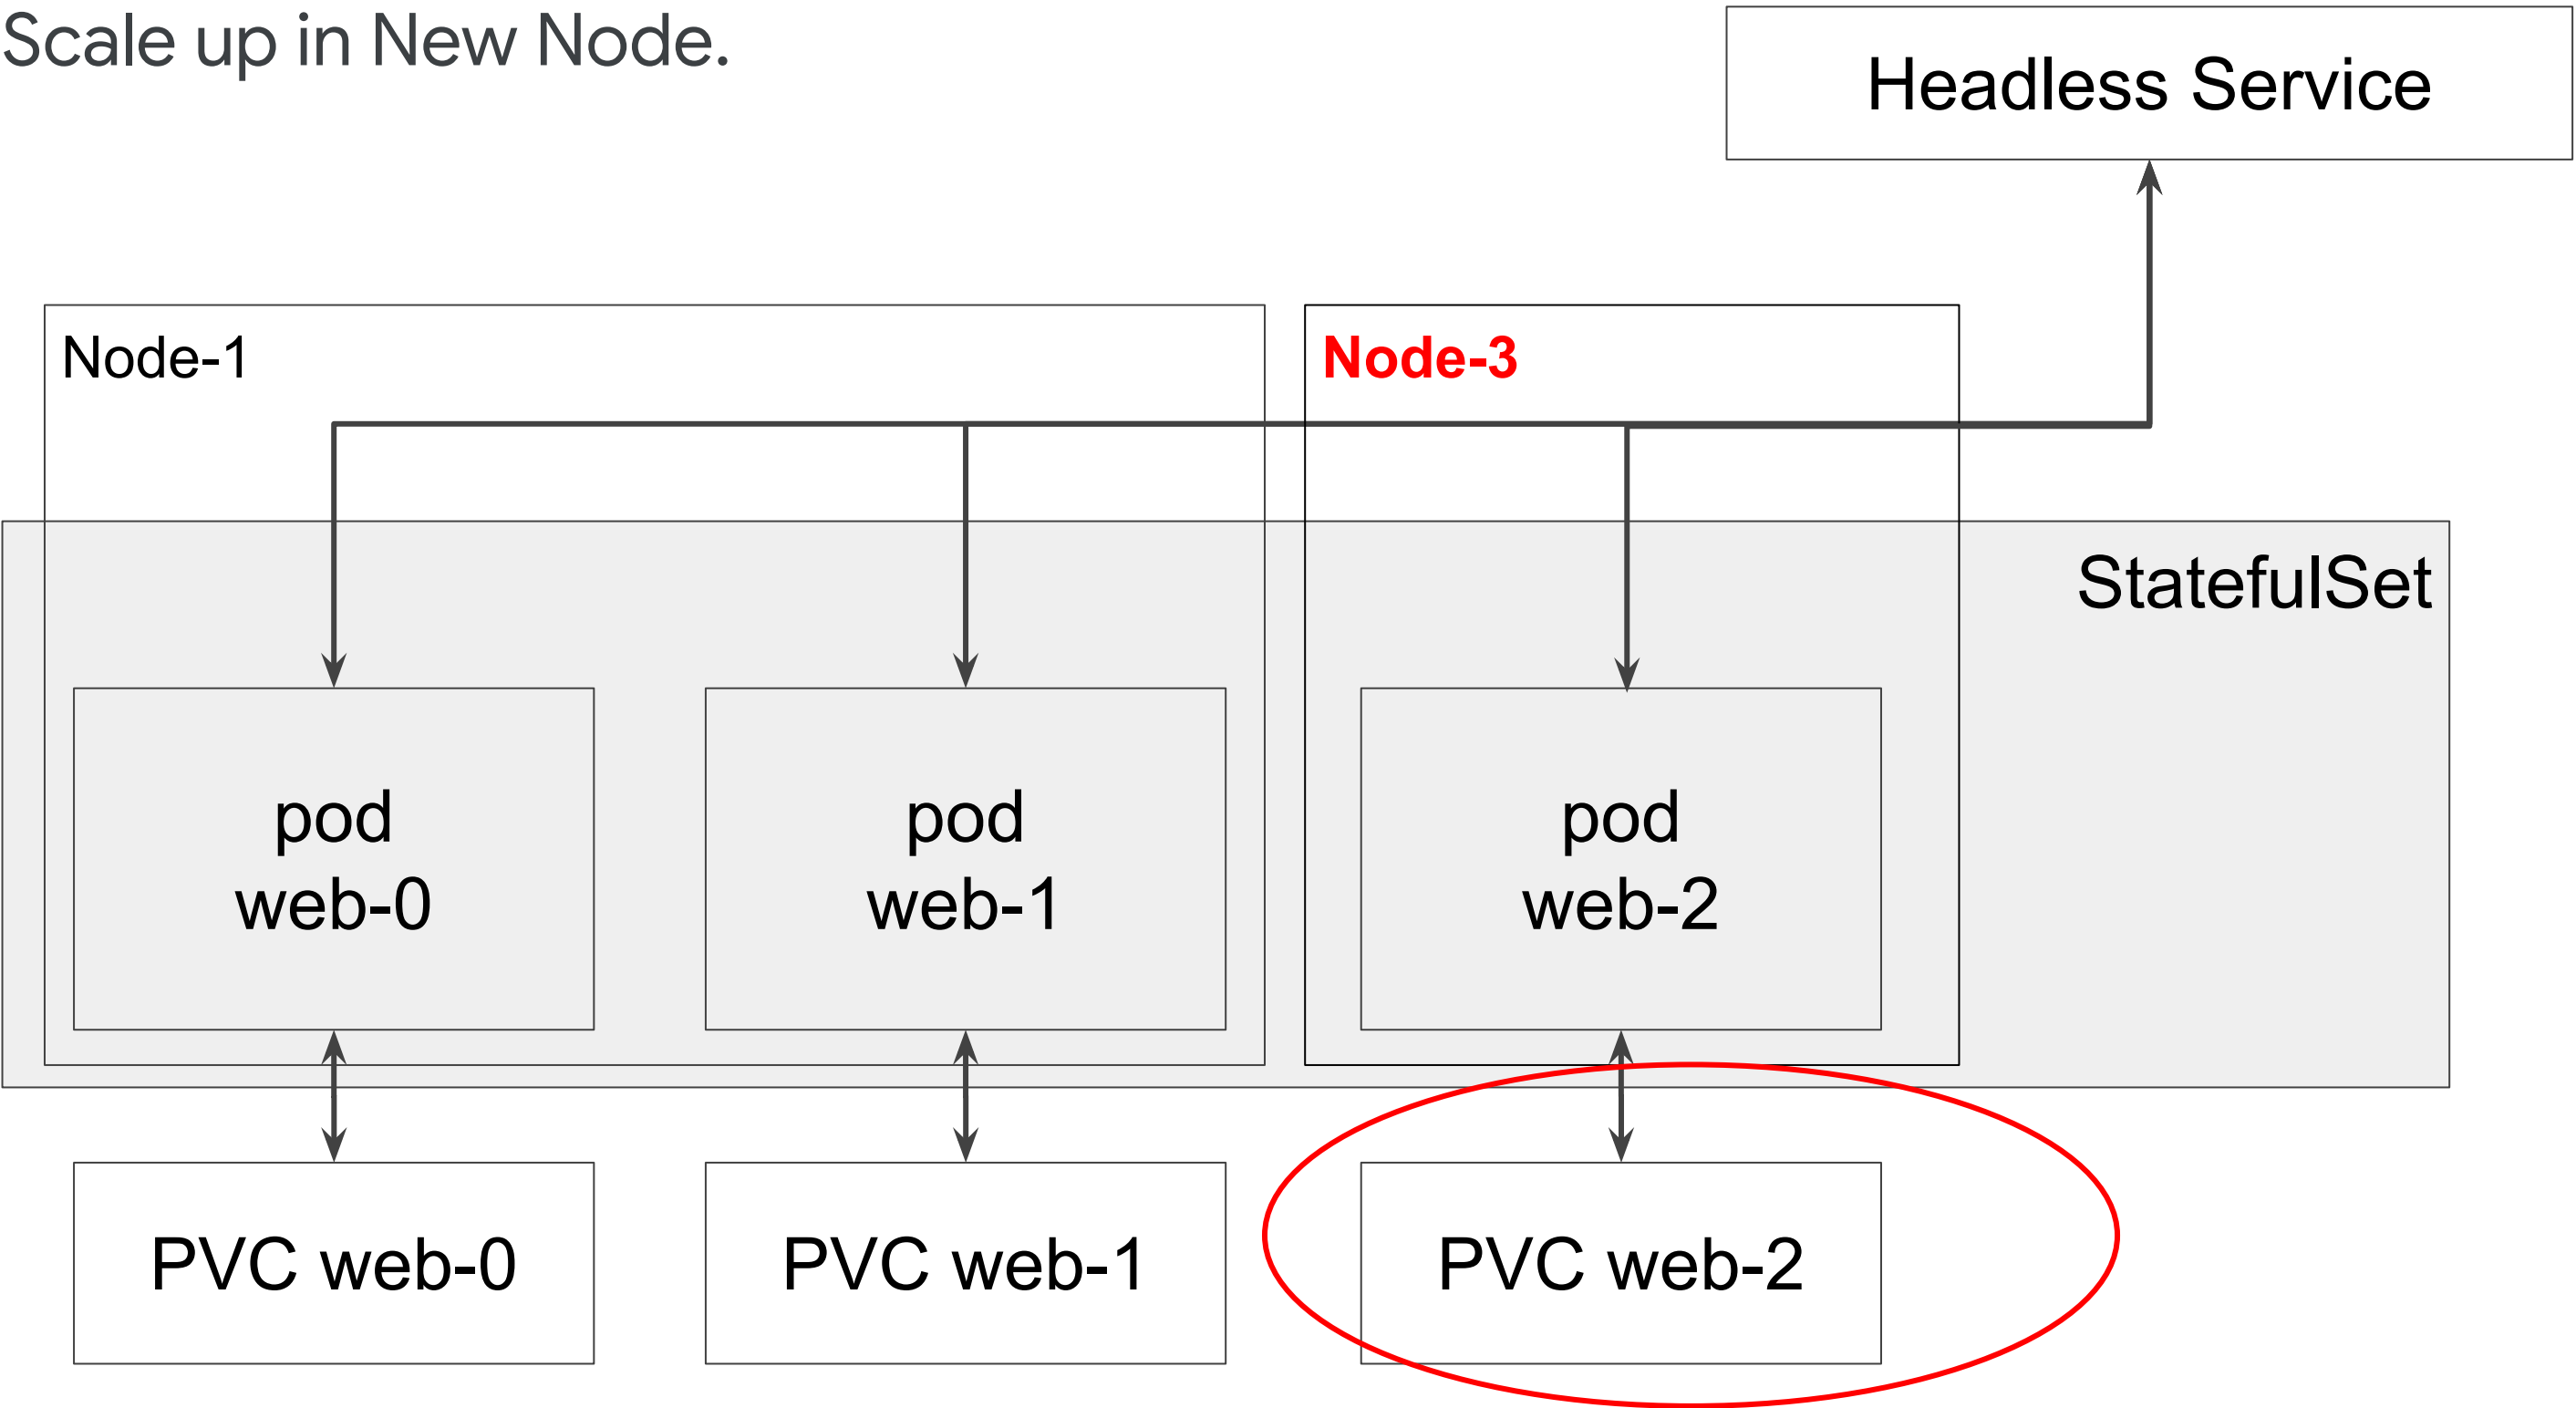 Scale up in New Node.
Headless Service
Node-1
Node-3
StatefulSet
pod
web-0
pod
web-1
pod
web-2
PVC web-0
PVC web-1
PVC web-2